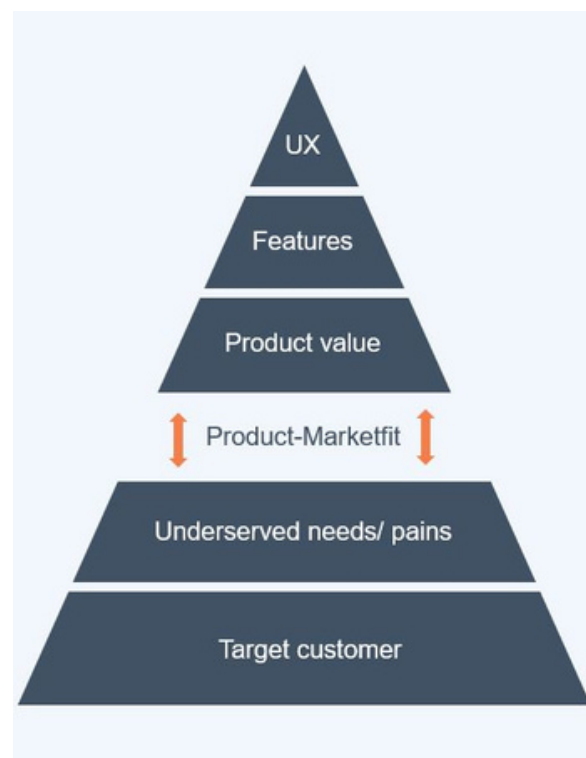 UX
Features
Product value
Product-Marketfit
Underserved needs/ pains
Target customer